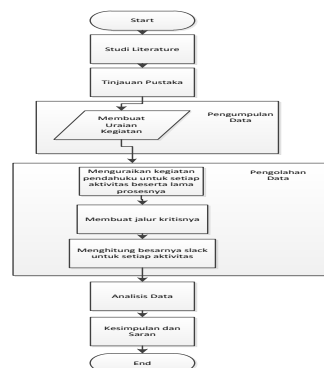 Start
Studi Literature
Tinjauan Pustaka
Membuat
Uraian
Kegiatan
Pengumpulan
Data
Menguraikan kegiatan
pendahuku untuk setiap
aktivitas beserta lama
prosesnya
Pengolahan
Data
Membuat jalur kritisnya
Menghitung besarnya slack
untuk setiap aktivitas
Analisis Data
Kesimpulan dan
Saran
End